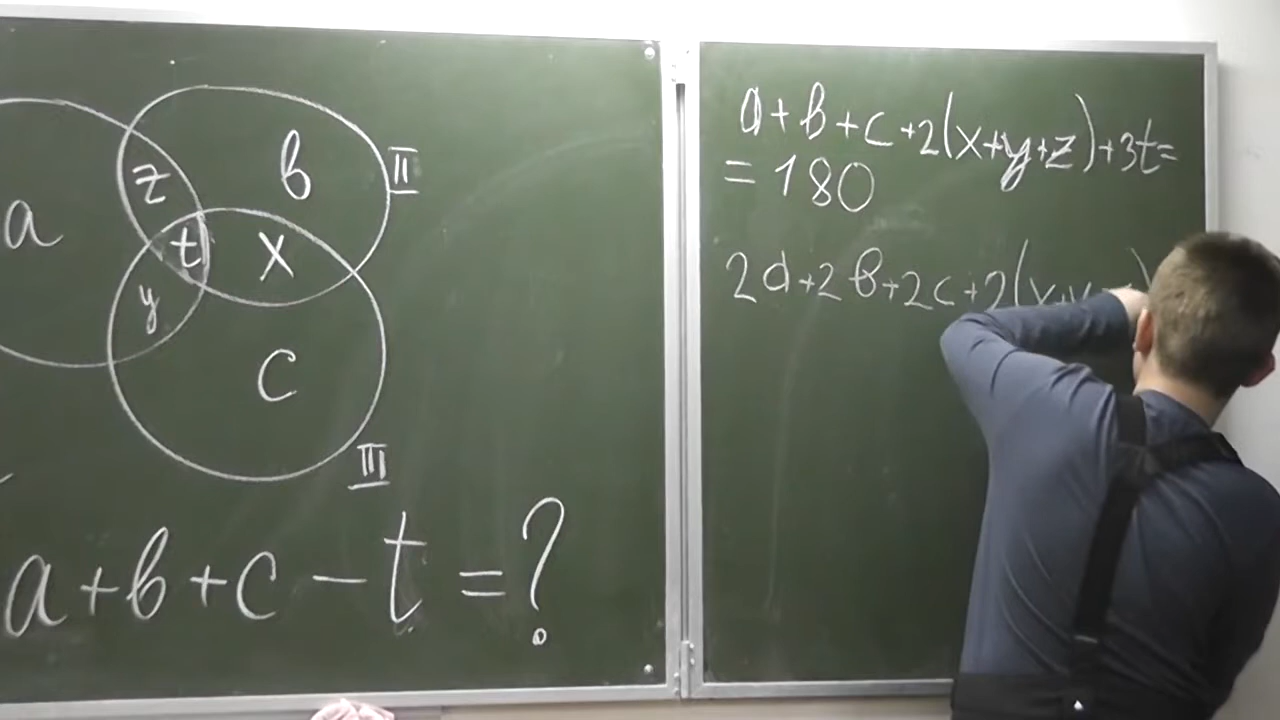 a
z
t
y
b
x
c
II
III
a+b+c-t=?
a+b+c+2(x+y+z)+3t=
=180
2a+2b+2c+2(x+y